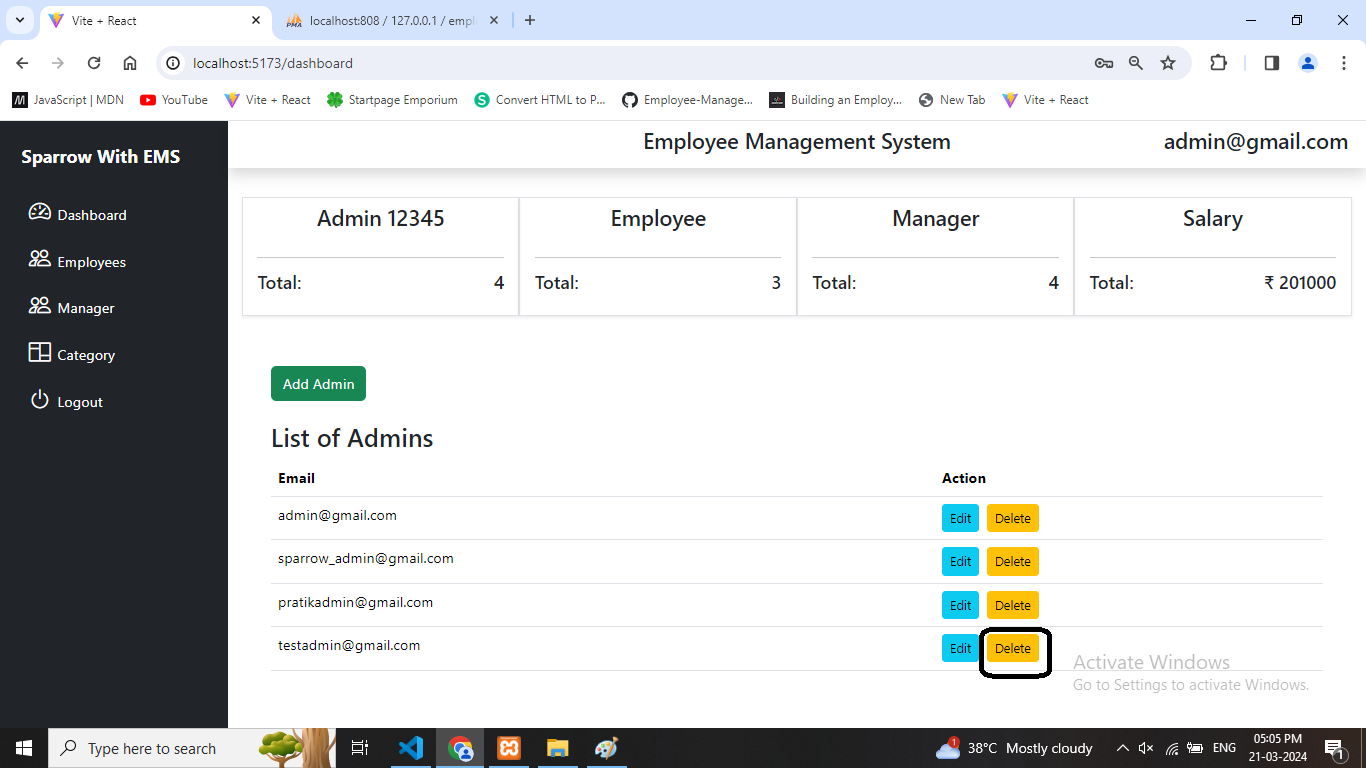 Vite + React
localhost:808 / 127.0.0.1 / empl
localhost:5173/dashboard
JavaScript | MDN
YouTube
Vite + React
Startpage Emporium
Convert HTML to P...
Employee-Manage...
Building an Employ...
New Tab
Vite + React
Sparrow With EMS
Dashboard
Employees
Manager
Category
Logout
Employee Management System
admin@gmail.com
Admin 12345
Total: 4
Employee
Total: 3
Manager
Total: 4
Salary
Total: ₹ 201000
Add Admin
List of Admins
Email Action
admin@gmail.com Edit Delete
sparrow_admin@gmail.com Edit Delete
pratikadmin@gmail.com Edit Delete
testadmin@gmail.com Edit Delete
Activate Windows
Go to Settings to activate Windows.
Type here to search
1
38°C Mostly cloudy
ENG
05:05 PM
21-03-2024
1